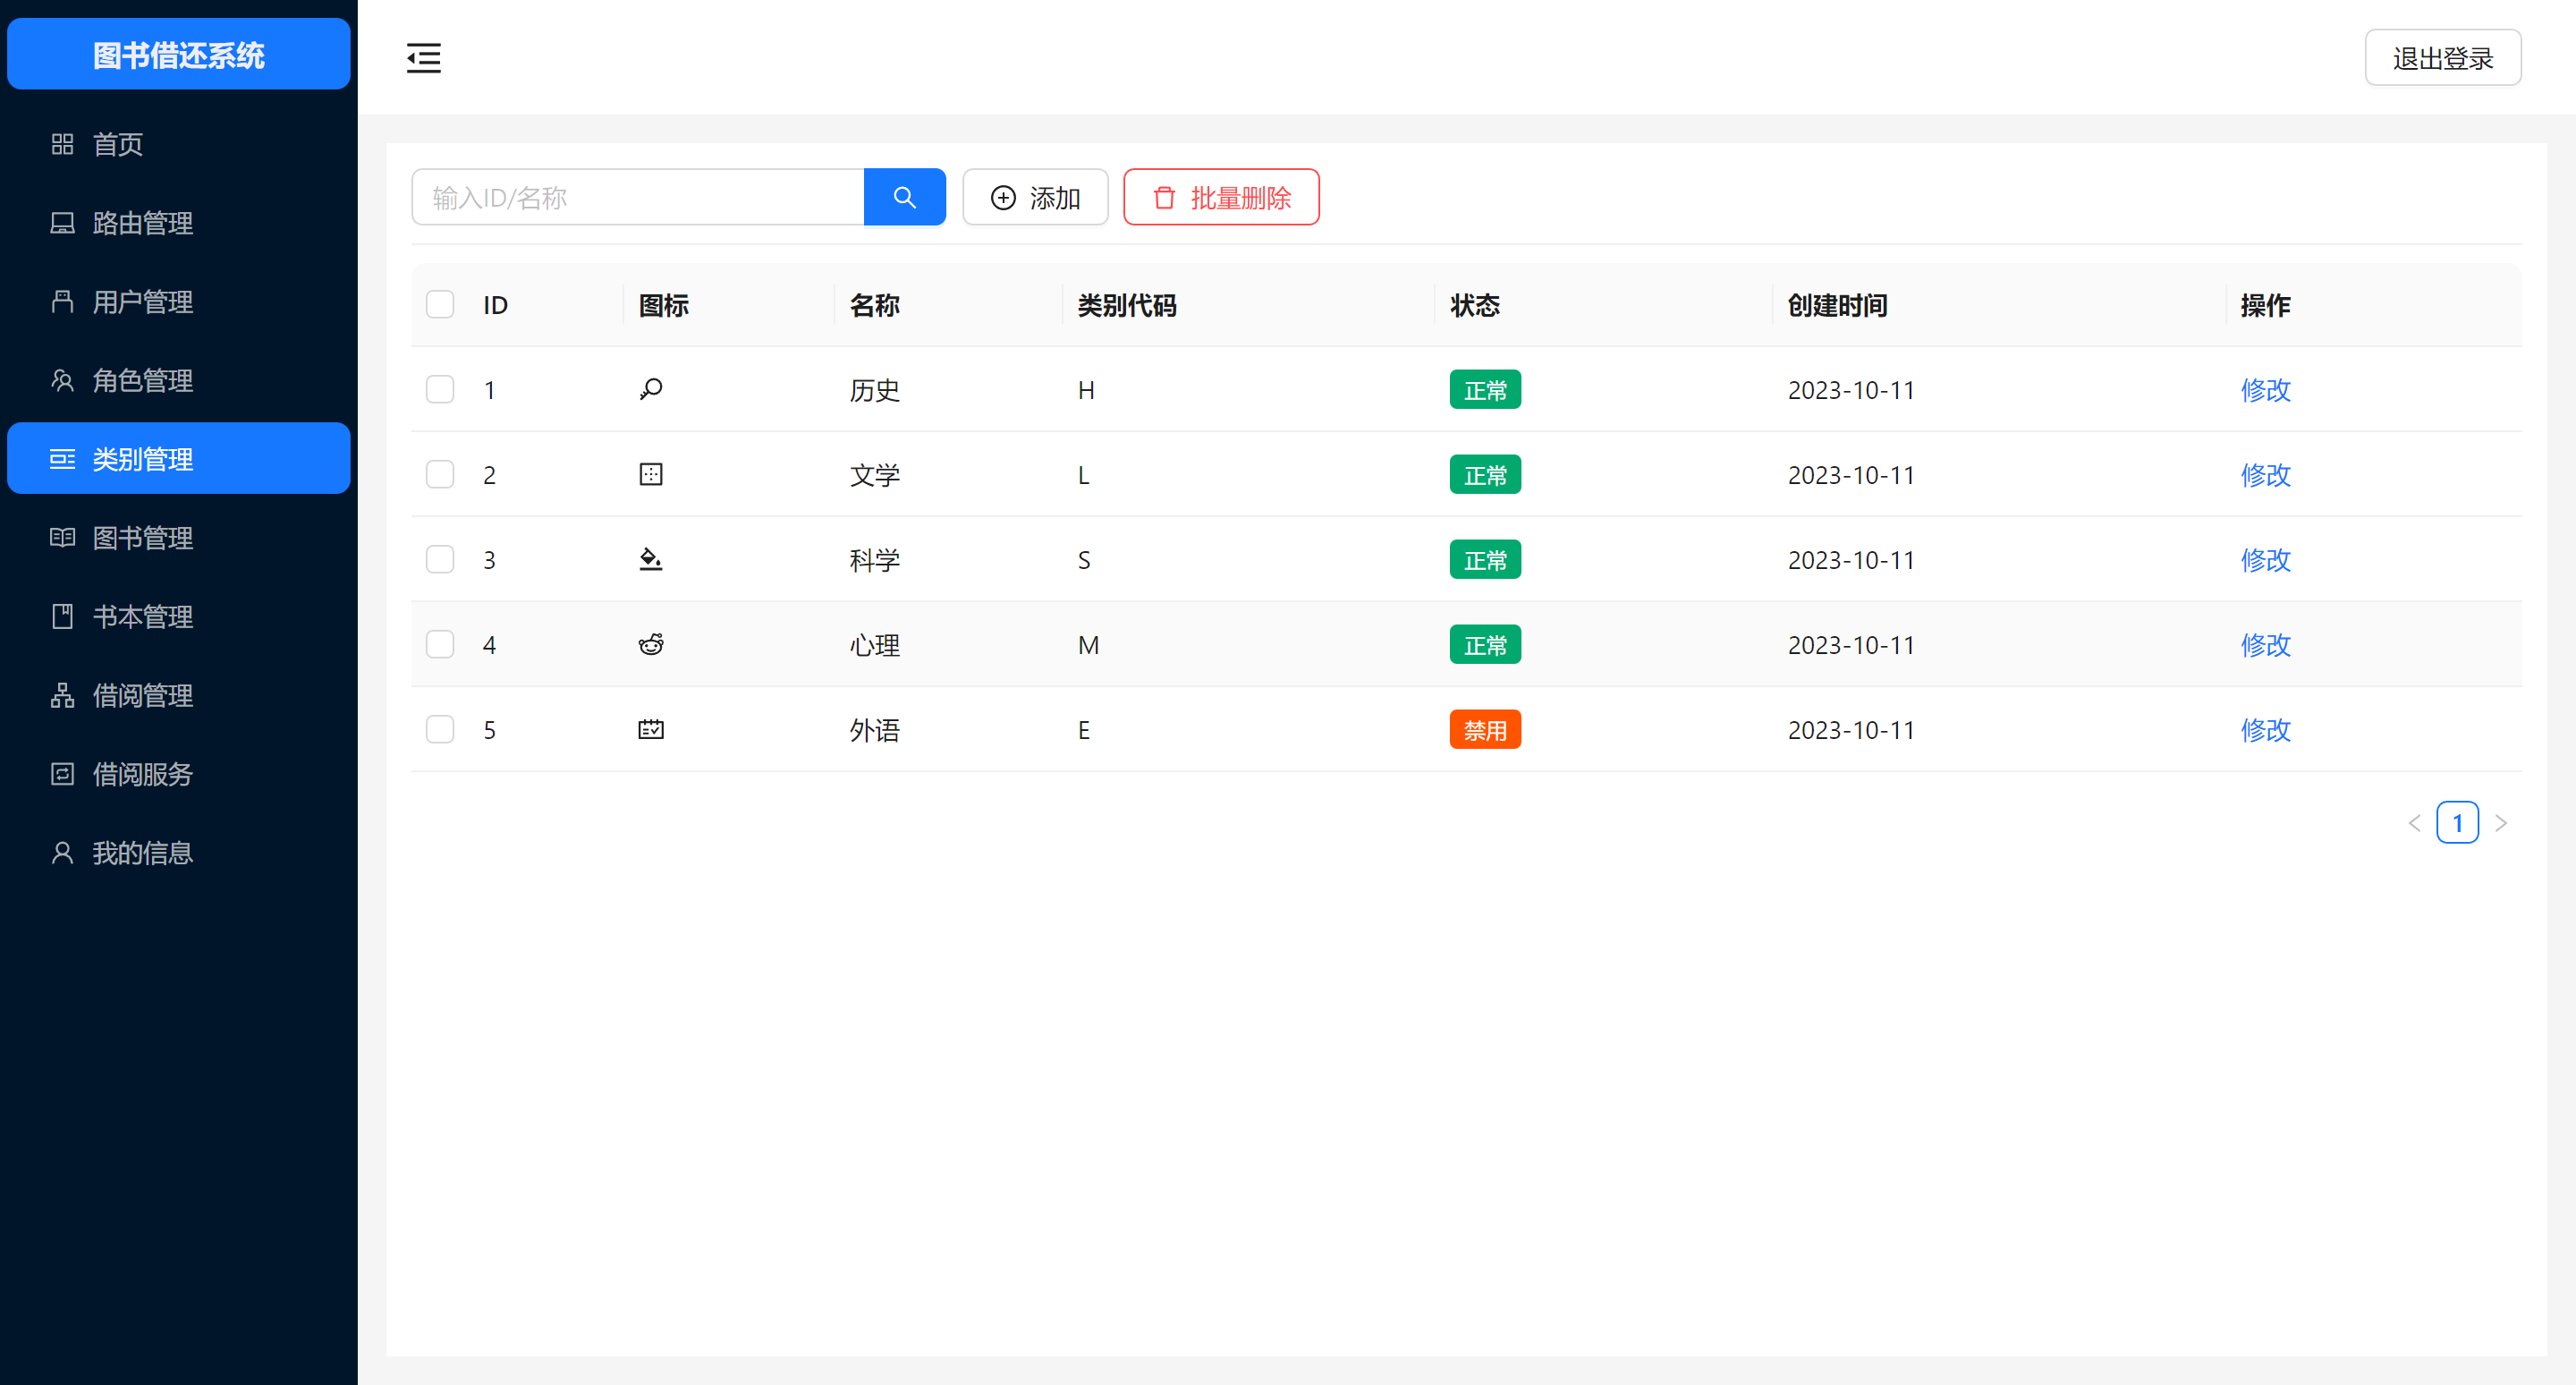 图书借还系统
首页
路由管理
用户管理
角色管理
类别管理
图书管理
书本管理
借阅管理
借阅服务
我的信息
退出登录
输入ID/名称 添加 批量删除
ID 图标 名称 类别代码 状态 创建时间 操作
1 历史 H 正常 2023-10-11 修改
2 文学 L 正常 2023-10-11 修改
3 科学 S 正常 2023-10-11 修改
4 心理 M 正常 2023-10-11 修改
5 外语 E 禁用 2023-10-11 修改
1